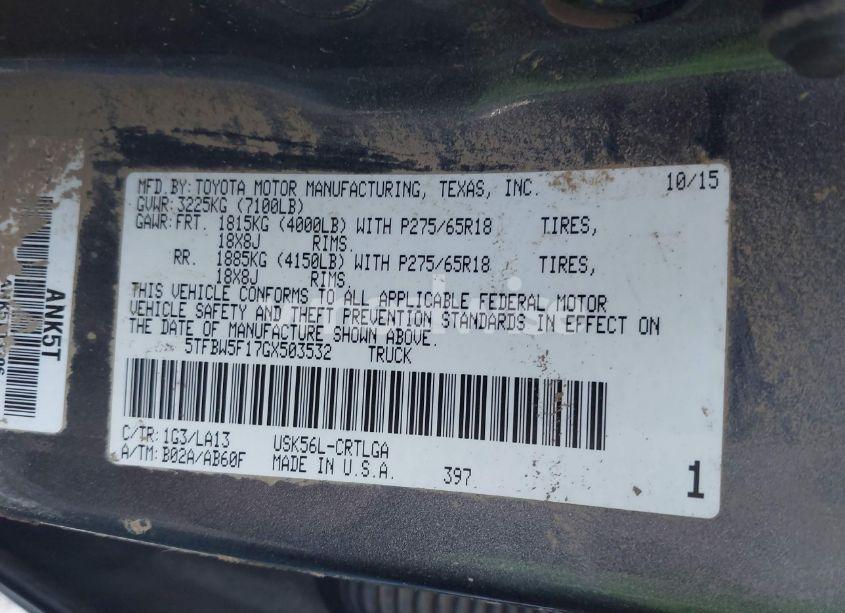 MFD.BY:TOYOTA MOTOR MANUFACTURING, TEXAS, INC. 10/15
GVWR:3225KG (7100LB)
GAWR:FRT. 1815KG (4000LB) WITH P275/65R18 TIRES,
18X8J RIMS.
RR. 1885KG (4150LB) WITH P275/65R18 TIRES,
18X8J RIMS.
THIS VEHICLE CONFORMS TO ALL APPLICABLE FEDERAL MOTOR
VEHICLE SAFETY AND THEFT PREVENTION STANDARDS IN EFFECT ON
THE DATE OF MANUFACTURE SHOWN ABOVE.
5TFBW5F17GX503532 TRUCK
C/TR:1G3/LA13 USK56L-CRTLGA
A/TM:B02A/AB60F MADE IN U.S.A. 397 1
ANK5T